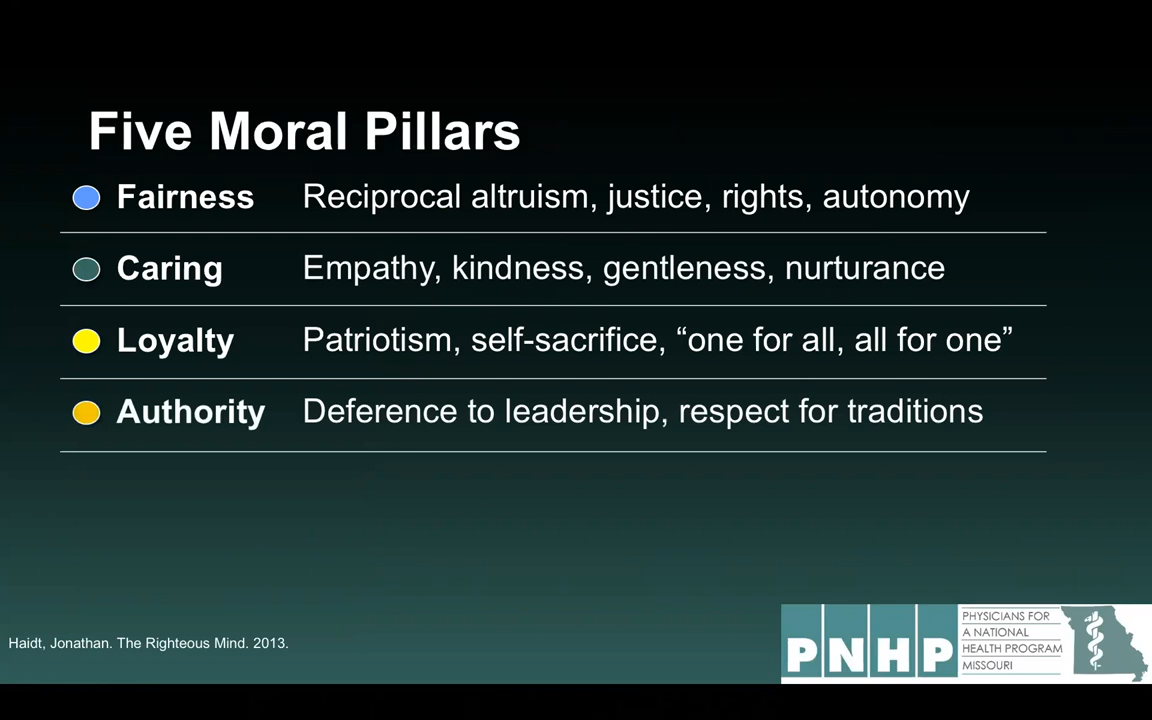 Five Moral Pillars
Fairness Reciprocal altruism, justice, rights, autonomy
Caring Empathy, kindness, gentleness, nurturance
Loyalty Patriotism, self-sacrifice, “one for all, all for one”
Authority Deference to leadership, respect for traditions
Haidt, Jonathan. The Righteous Mind. 2013.
PNHP
PHYSICIANS FOR
A NATIONAL
HEALTH PROGRAM
MISSOURI